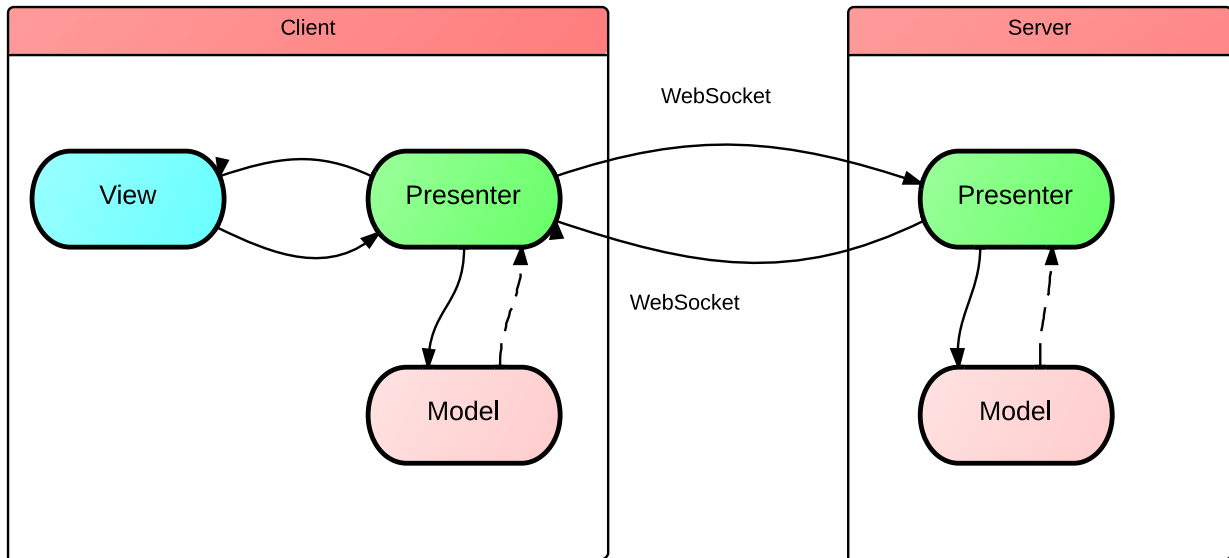 Client
Server
WebSocket
View
Presenter
Presenter
WebSocket
Model
Model